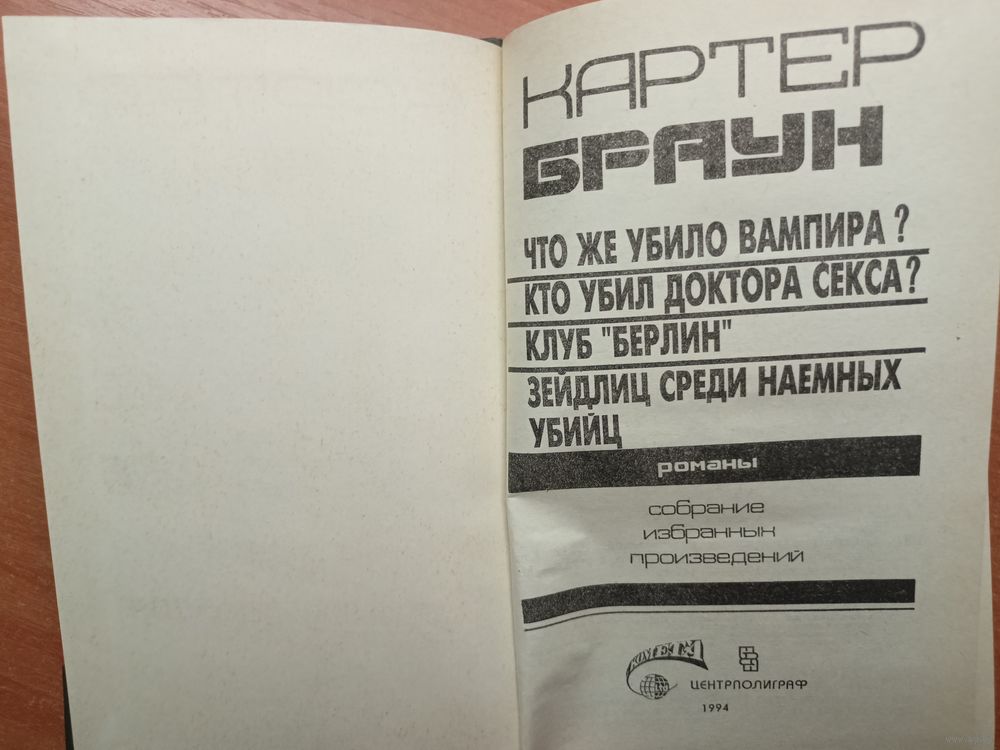 КАРТЕР
БРАУН
ЧТО ЖЕ УБИЛО ВАМПИРА?
КТО УБИЛ ДОКТОРА СЕКСА?
КЛУБ "БЕРЛИН"
ЗЕЙДЛИЦ СРЕДИ НАЕМНЫХ
УБИЙЦ
романы
собрание
избранных
произведений
КОМЕТА
ЦЕНТРПОЛИГРАФ
1994